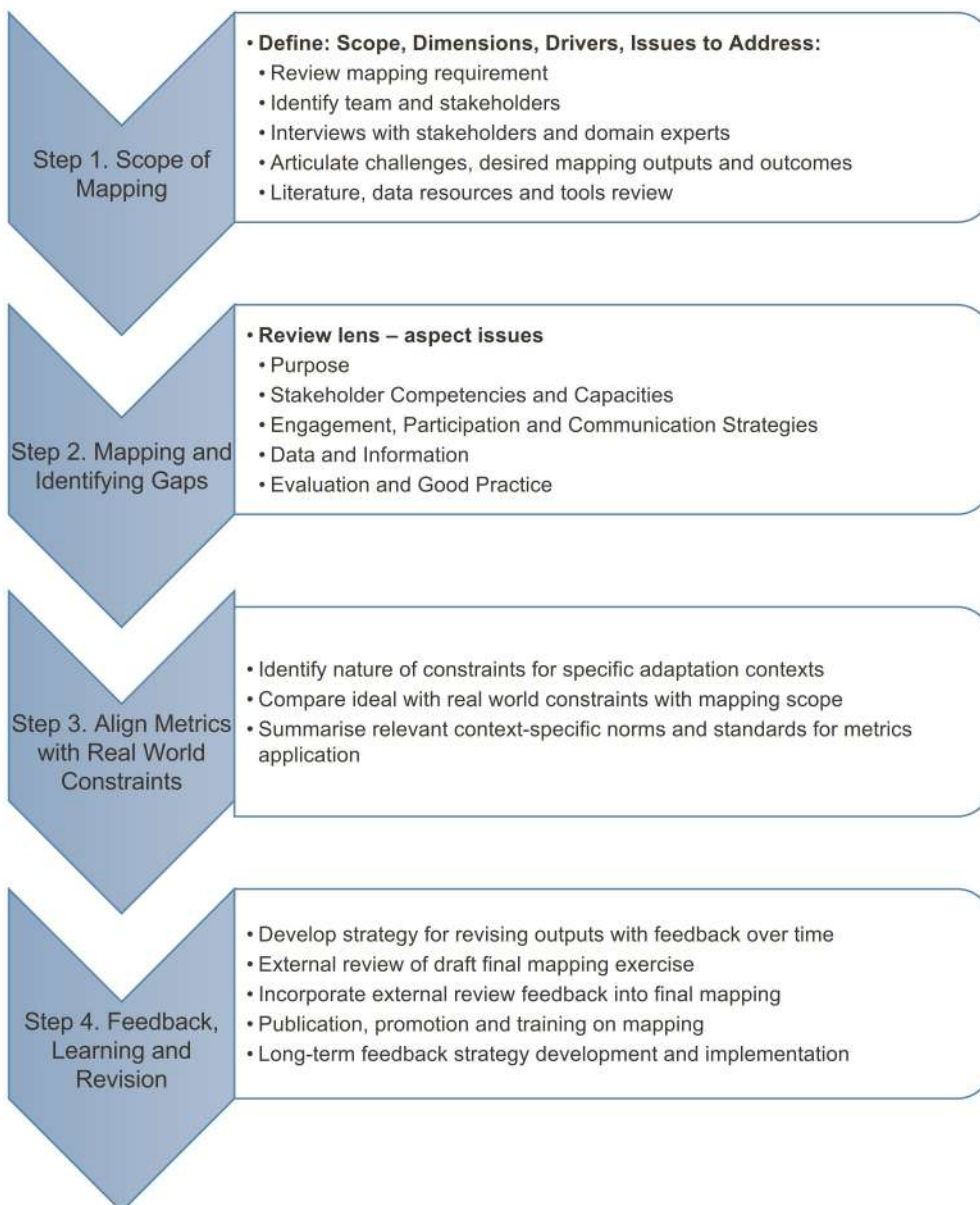 Step 1. Scope of
Mapping
• Define: Scope, Dimensions, Drivers, Issues to Address:
• Review mapping requirement
• Identify team and stakeholders
• Interviews with stakeholders and domain experts
• Articulate challenges, desired mapping outputs and outcomes
• Literature, data resources and tools review
Step 2. Mapping and
Identifying Gaps
• Review lens – aspect issues
• Purpose
• Stakeholder Competencies and Capacities
• Engagement, Participation and Communication Strategies
• Data and Information
• Evaluation and Good Practice
Step 3. Align Metrics
with Real World
Constraints
• Identify nature of constraints for specific adaptation contexts
• Compare ideal with real world constraints with mapping scope
• Summarise relevant context-specific norms and standards for metrics
application
Step 4. Feedback,
Learning and
Revision
• Develop strategy for revising outputs with feedback over time
• External review of draft final mapping exercise
• Incorporate external review feedback into final mapping
• Publication, promotion and training on mapping
• Long-term feedback strategy development and implementation